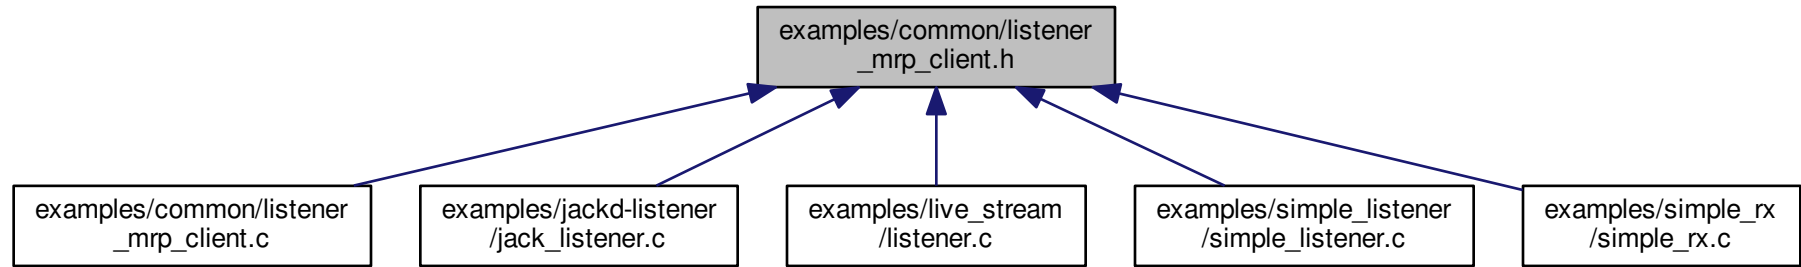 examples/common/listener
_mrp_client.h
examples/common/listener
_mrp_client.c
examples/jackd-listener
/jack_listener.c
examples/live_stream
/listener.c
examples/simple_listener
/simple_listener.c
examples/simple_rx
/simple_rx.c